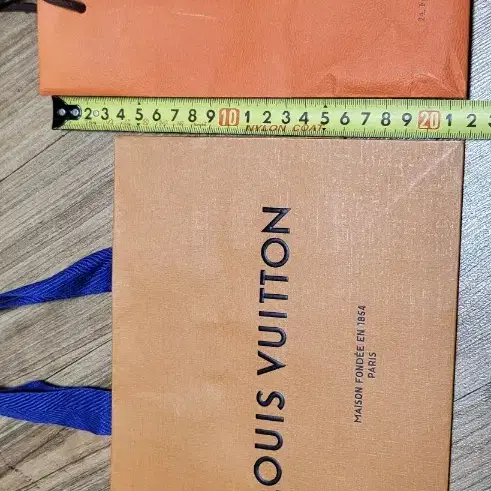 2 3 4 5 6 7 8 9 10 1 2 3 4 5 6 7 8 9 20 1 2
NYLON COAT
OUIS VUITTON
MAISON FONDÉE EN 1854
PARIS